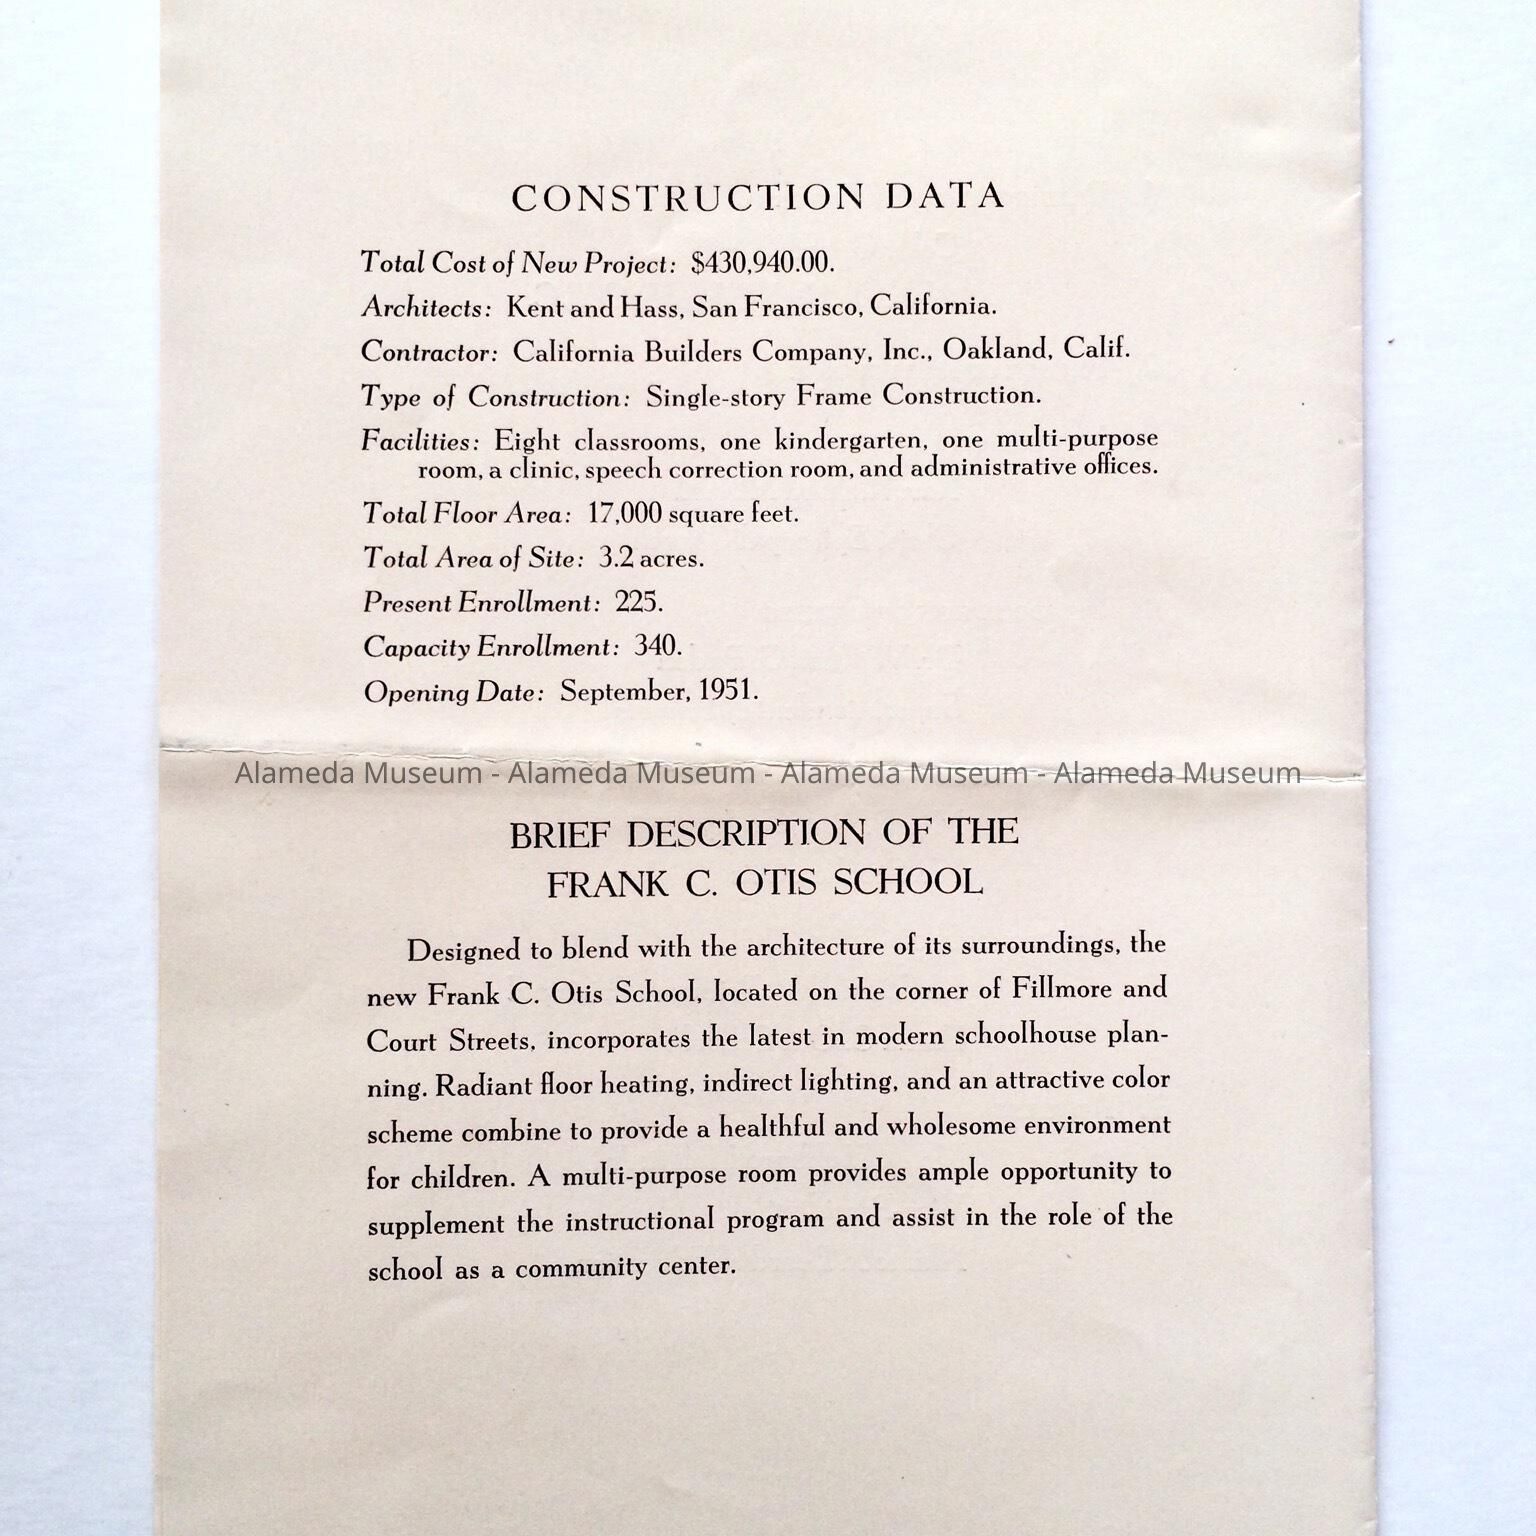 CONSTRUCTION DATA
Total Cost of New Project: $430,940.00.
Architects: Kent and Hass, San Francisco, California.
Contractor: California Builders Company, Inc., Oakland, Calif.
Type of Construction: Single-story Frame Construction.
Facilities: Eight classrooms, one kindergarten, one multi-purpose
room, a clinic, speech correction room, and administrative offices.
Total Floor Area: 17,000 square feet.
Total Area of Site: 3.2 acres.
Present Enrollment: 225.
Capacity Enrollment: 340.
Opening Date: September, 1951.
Alameda Museum - Alameda Museum - Alameda Museum - Alameda Museum
BRIEF DESCRIPTION OF THE
FRANK C. OTIS SCHOOL
Designed to blend with the architecture of its surroundings, the
new Frank C. Otis School, located on the corner of Fillmore and
Court Streets, incorporates the latest in modern schoolhouse plan-
ning. Radiant floor heating, indirect lighting, and an attractive color
scheme combine to provide a healthful and wholesome environment
for children. A multi-purpose room provides ample opportunity to
supplement the instructional program and assist in the role of the
school as a community center.